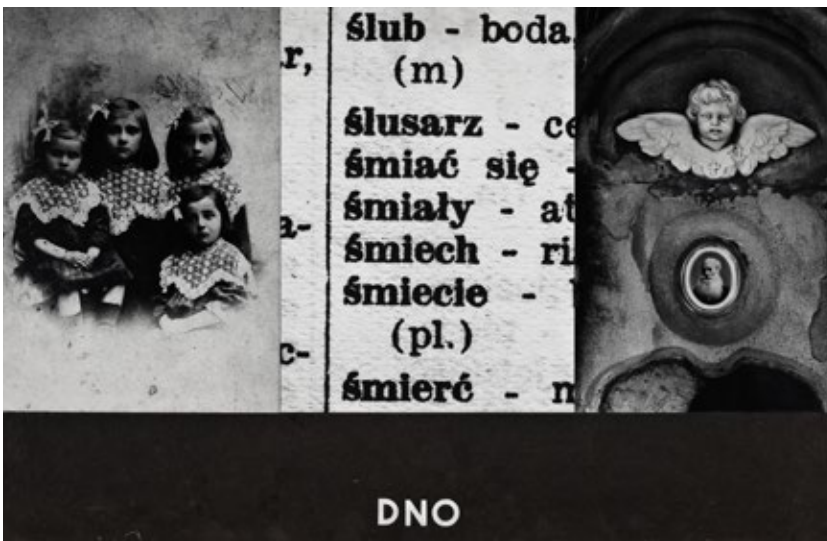 r,
a-
c-
ślub - boda,
(m)
ślusarz - ce
śmiać się -
śmiały - at
śmiech - ri
śmiecie -
(pl.)
śmierć - m
DNO